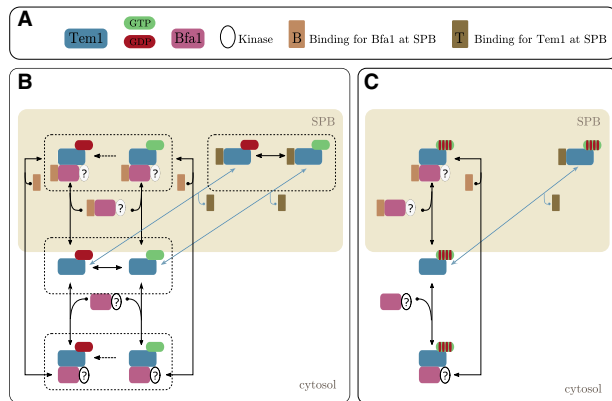 A
Tem1
GTP
GDP
Bfa1
Kinase
B
Binding for Bfa1 at SPB
T
Binding for Tem1 at SPB
B
SPB
?
?
?
?
?
?
cytosol
C
SPB
?
?
?
?
cytosol